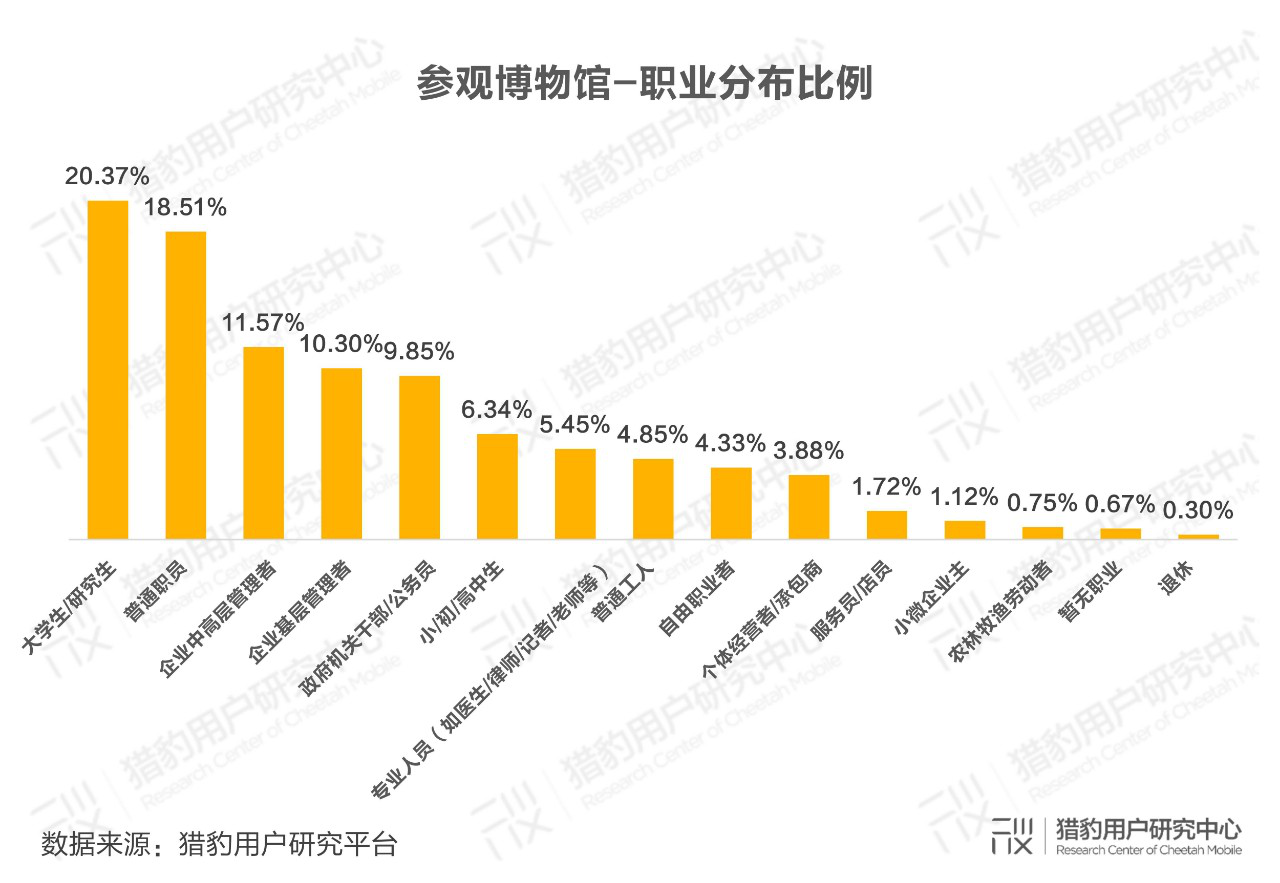 参观博物馆-职业分布比例
20.37%
18.51%
11.57%
10.30%
9.85%
6.34%
5.45%
4.85%
4.33%
3.88%
1.72%
1.12%
0.75%
0.67%
0.30%
大学生/研究生
普通职员
企业中高层管理者
企业基层管理者
政府机关干部/公务员
小/初/高中生
专业人员（如医生/律师/记者/老师等）
普通工人
自由职业者
个体经营者/承包商
服务员/店员
小微企业主
农林牧渔劳动者
暂无职业
退休
数据来源：猎豹用户研究平台
猎豹用户研究中心
Research Center of Cheetah Mobile